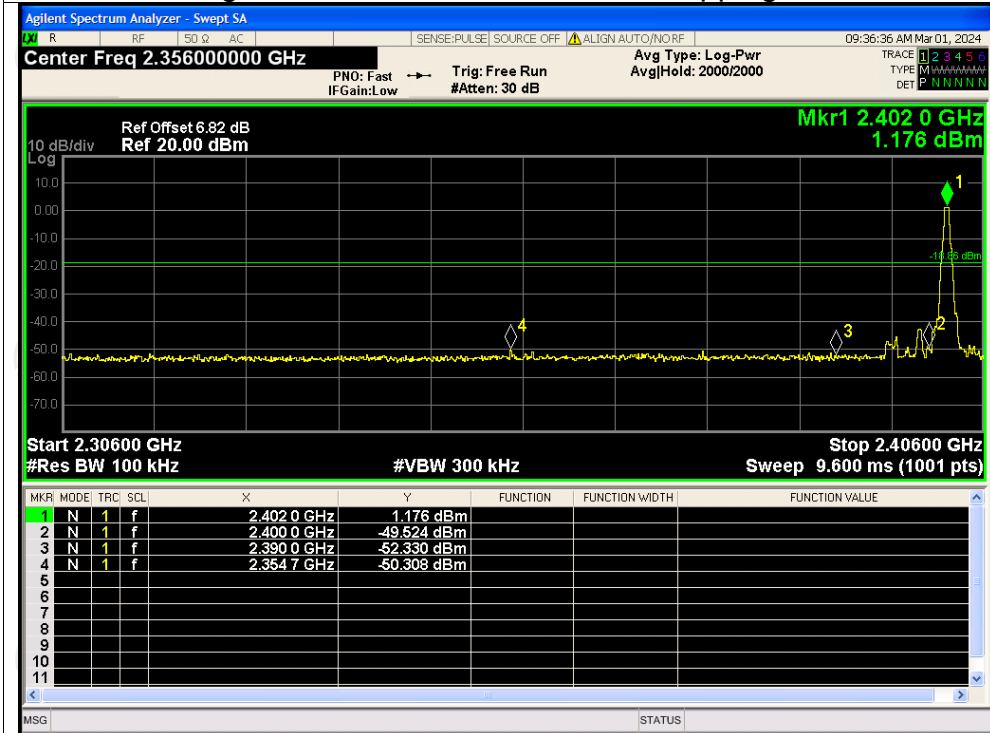 Agilent Spectrum Analyzer - Swept SA
LXI R RF 50 Ω AC SENSE:PULSE SOURCE OFF ALIGN AUTO/NO RF 09:36:36 AM Mar 01, 2024
Center Freq 2.356000000 GHz
PNO: Fast
IFGain:Low
Trig: Free Run
#Atten: 30 dB
Avg Type: Log-Pwr
Avg|Hold: 2000/2000
TRACE 1 2 3 4 5 6
TYPE M
DET P N N N N N
Mkr1 2.402 0 GHz
1.176 dBm
Ref Offset 6.82 dB
10 dB/div Ref 20.00 dBm
Log
10.0
0.00
-10.0
-20.0
-30.0
-40.0
-50.0
-60.0
-70.0
1
2
3
4
Start 2.30600 GHz Stop 2.40600 GHz
#Res BW 100 kHz #VBW 300 kHz Sweep 9.600 ms (1001 pts)
MKR MODE TRC SCL X Y FUNCTION FUNCTION WIDTH FUNCTION VALUE
1 N 1 f 2.402 0 GHz 1.176 dBm
2 N 1 f 2.400 0 GHz -49.524 dBm
3 N 1 f 2.390 0 GHz -52.330 dBm
4 N 1 f 2.354 7 GHz -50.308 dBm
5
6
7
8
9
10
11
MSG STATUS